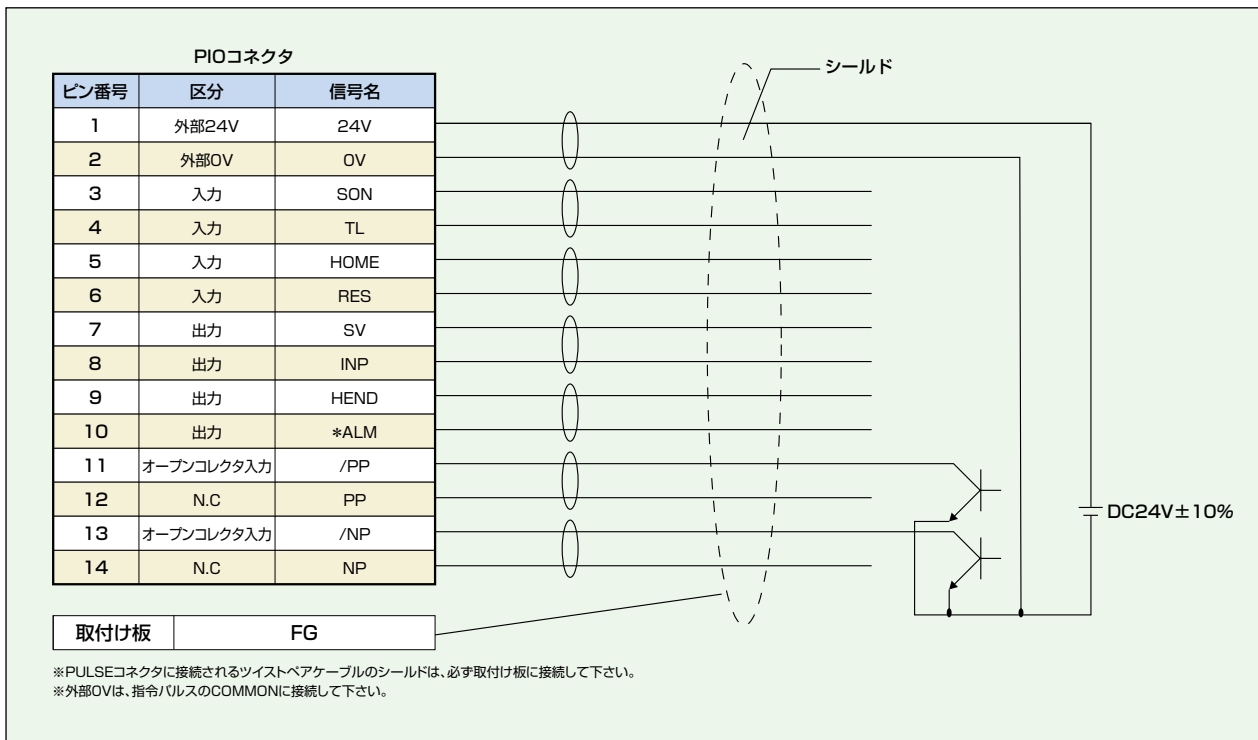 PIOコネクタ
シールド
ピン番号 区分 信号名
1 外部24V 24V
2 外部0V 0V
3 入力 SON
4 入力 TL
5 入力 HOME
6 入力 RES
7 出力 SV
8 出力 INP
9 出力 HEND
10 出力 *ALM
11 オープンコレクタ入力 /PP
12 N.C PP
13 オープンコレクタ入力 /NP
14 N.C NP
DC24V±10%
取付け板 FG
※PULSEコネクタに接続されるツイストペアケーブルのシールドは、必ず取付け板に接続して下さい。
※外部0Vは、指令パルスのCOMMONに接続して下さい。